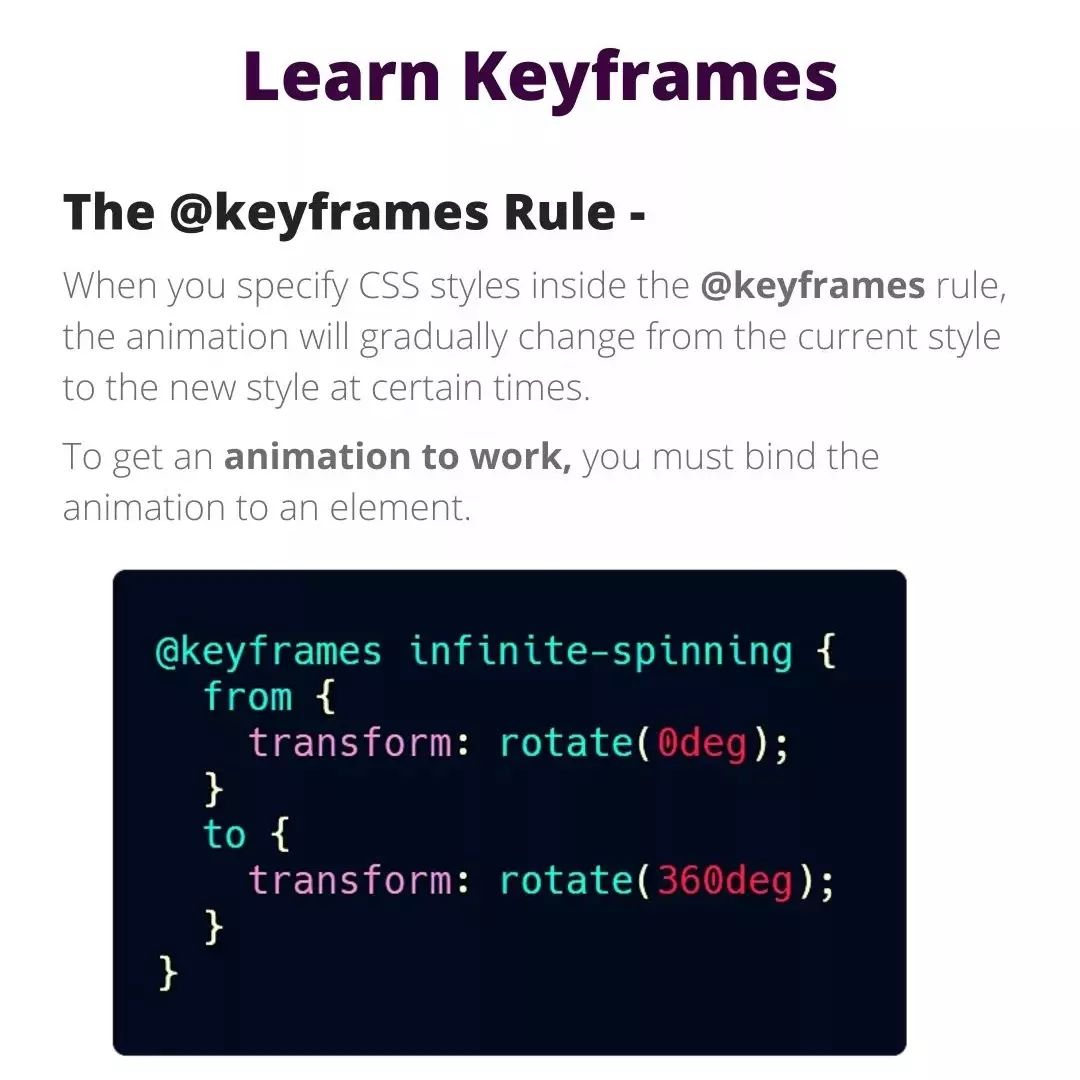 Learn Keyframes
The @keyframes Rule -
When you specify CSS styles inside the @keyframes rule,
the animation will gradually change from the current style
to the new style at certain times.
To get an animation to work, you must bind the
animation to an element.
@keyframes infinite-spinning {
  from {
    transform: rotate(0deg);
  }
  to {
    transform: rotate(360deg);
  }
}